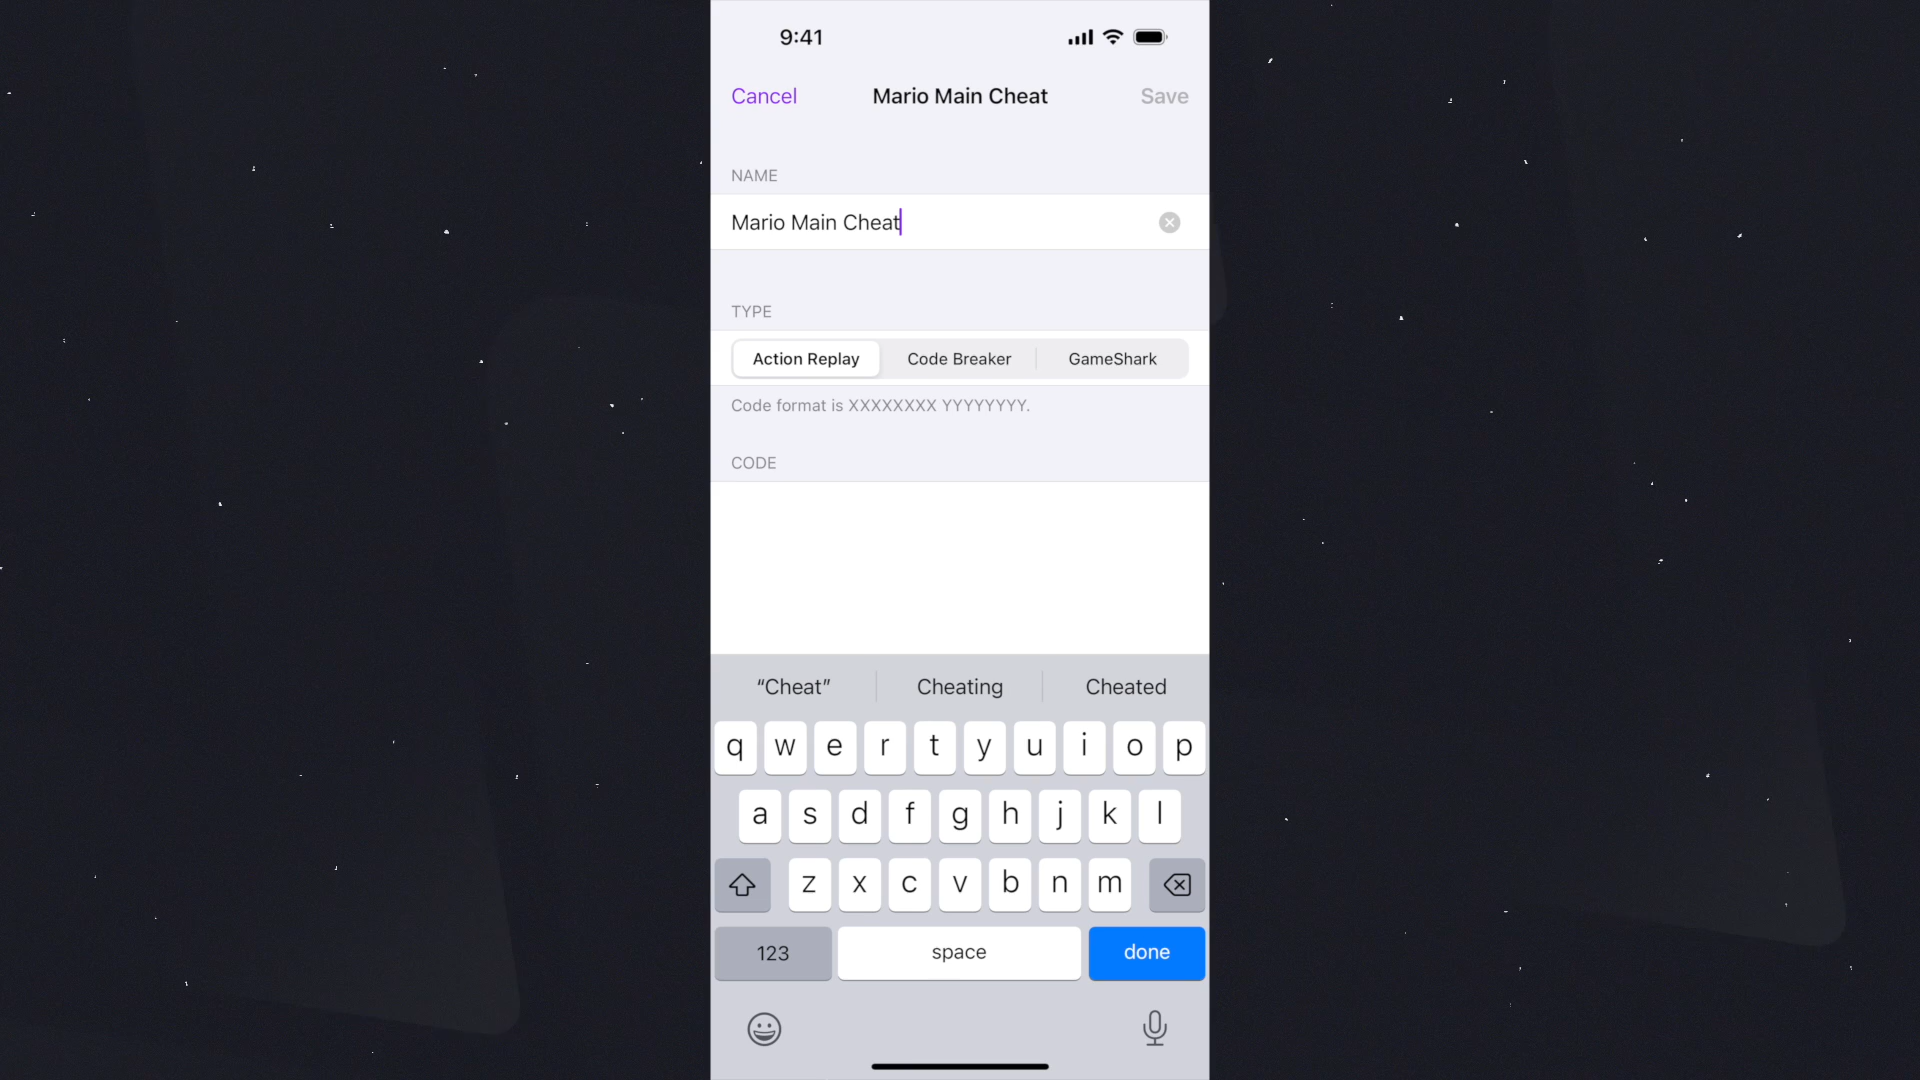 9:41
Cancel Mario Main Cheat Save
NAME
Mario Main Cheat
TYPE
Action Replay Code Breaker GameShark
Code format is XXXXXXXX YYYYYYYY.
CODE
“Cheat” Cheating Cheated
q w e r t y u i o p
a s d f g h j k l
z x c v b n m
123 space done